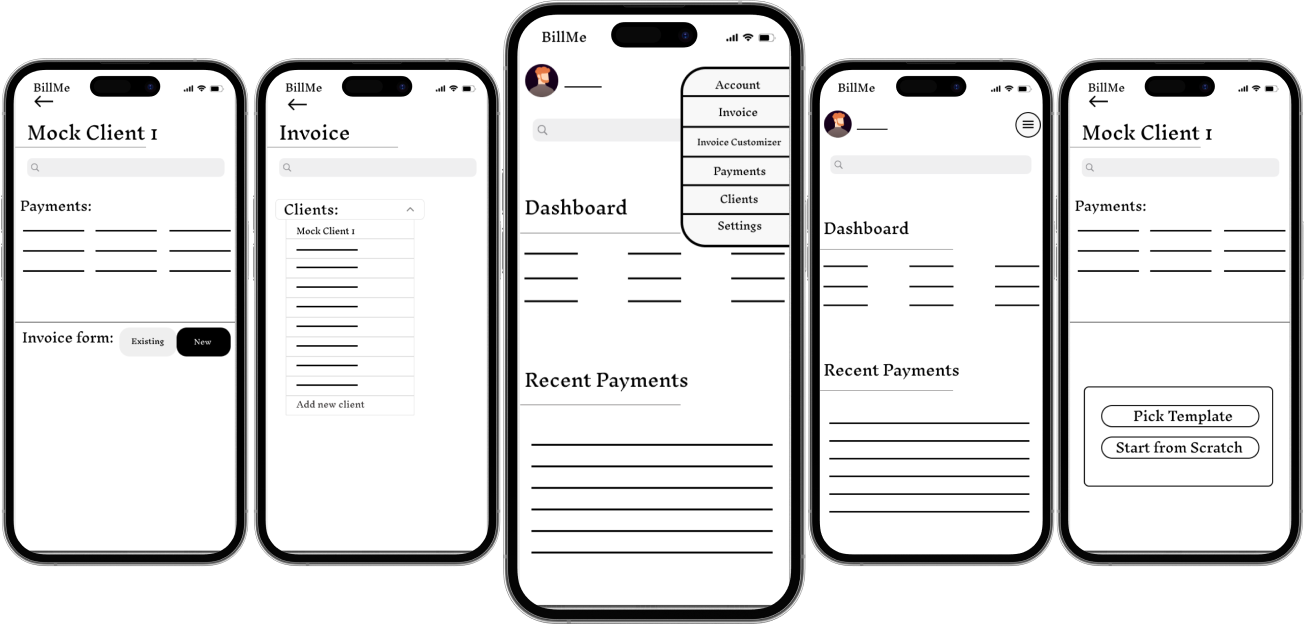 BillMe
Mock Client 1
Payments:
Invoice form:
Existing
New
BillMe
Invoice
Clients:
Mock Client 1
Add new client
BillMe
Account
Invoice
Invoice Customizer
Payments
Clients
Settings
Dashboard
Recent Payments
BillMe
Dashboard
Recent Payments
BillMe
Mock Client 1
Payments:
Pick Template
Start from Scratch